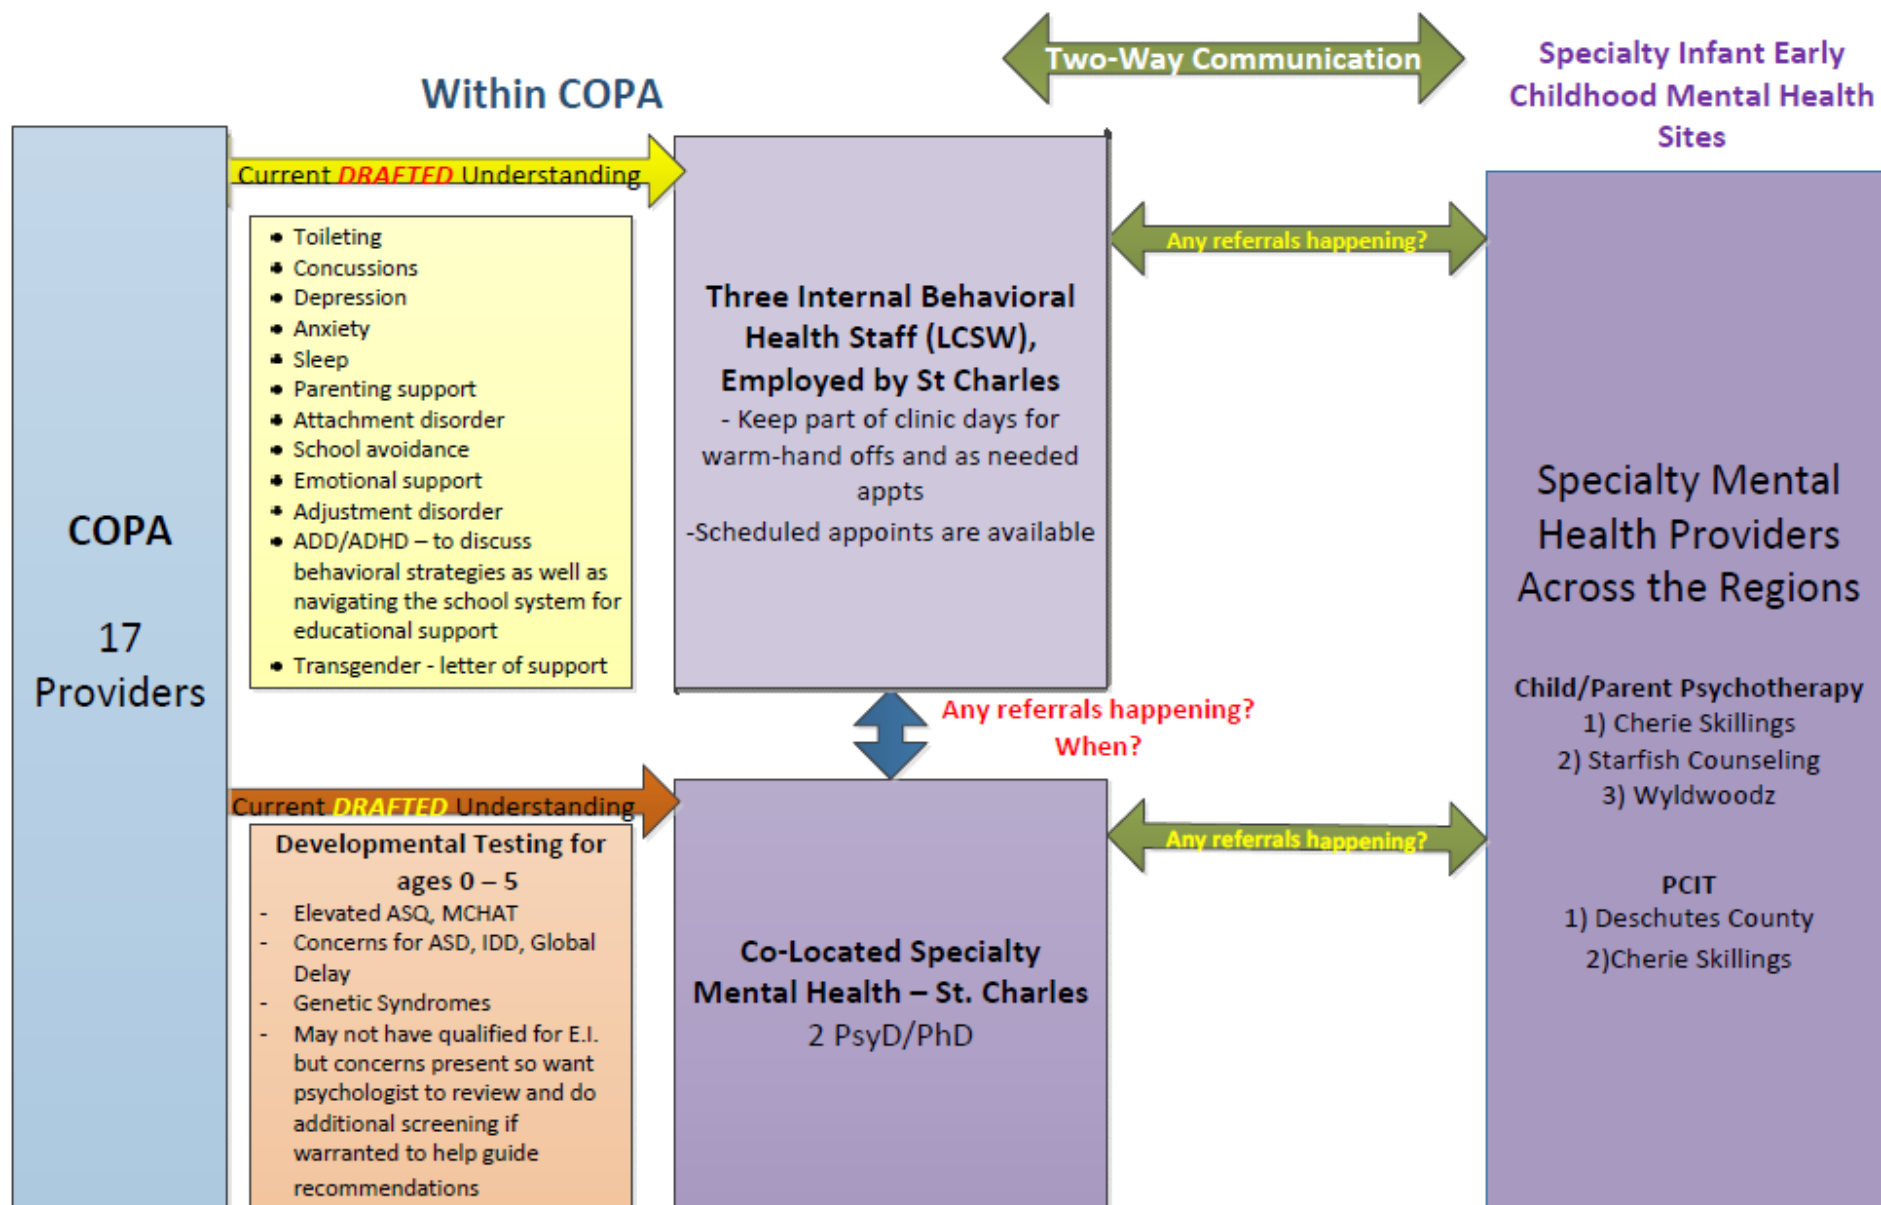 Two-Way Communication
Within COPA
Specialty Infant Early
Childhood Mental Health
Sites
COPA
17
Providers
Current DRAFTED Understanding
• Toileting
• Concussions
• Depression
• Anxiety
• Sleep
• Parenting support
• Attachment disorder
• School avoidance
• Emotional support
• Adjustment disorder
• ADD/ADHD – to discuss
behavioral strategies as well as
navigating the school system for
educational support
• Transgender - letter of support
Three Internal Behavioral
Health Staff (LCSW),
Employed by St Charles
- Keep part of clinic days for
warm-hand offs and as needed
appts
-Scheduled appoints are available
Any referrals happening?
Any referrals happening?
When?
Current DRAFTED Understanding
Developmental Testing for
ages 0 – 5
- Elevated ASQ, MCHAT
- Concerns for ASD, IDD, Global
Delay
- Genetic Syndromes
- May not have qualified for E.I.
but concerns present so want
psychologist to review and do
additional screening if
warranted to help guide
recommendations
Co-Located Specialty
Mental Health – St. Charles
2 PsyD/PhD
Any referrals happening?
Specialty Mental
Health Providers
Across the Regions
Child/Parent Psychotherapy
1) Cherie Skillings
2) Starfish Counseling
3) Wyldwoodz
PCIT
1) Deschutes County
2)Cherie Skillings